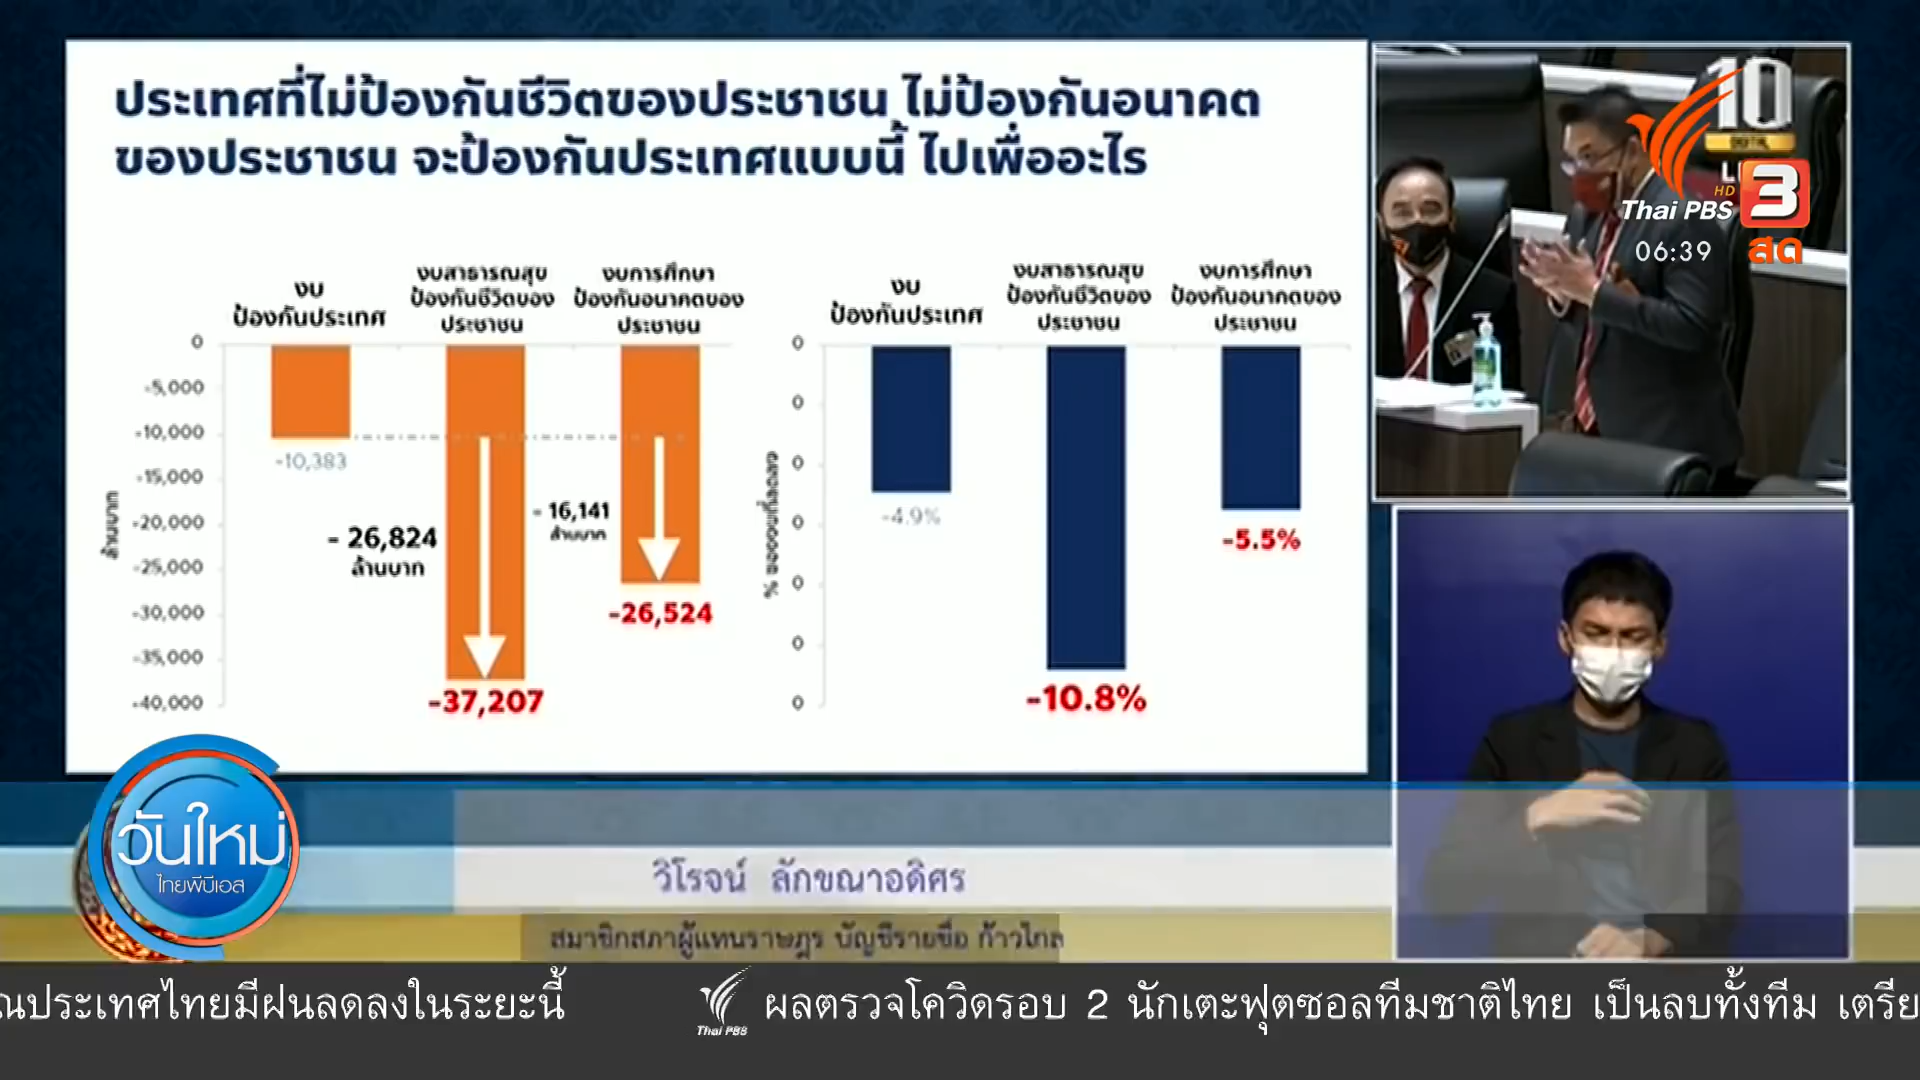 ประเทศที่ไม่ป้องกันชีวิตของประชาชน ไม่ป้องกันอนาคต
ของประชาชน จะป้องกันประเทศแบบนี้ ไปเพื่ออะไร
งบ
ป้องกันประเทศ
งบสาธารณสุข
ป้องกันชีวิตของ
ประชาชน
งบการศึกษา
ป้องกันอนาคตของ
ประชาชน
0
-5,000
-10,000
-15,000
-20,000
-25,000
-30,000
-35,000
-40,000
ล้านบาท
-10,383
- 26,824
ล้านบาท
-37,207
- 16,141
ล้านบาท
-26,524
งบ
ป้องกันประเทศ
งบสาธารณสุข
ป้องกันชีวิตของ
ประชาชน
งบการศึกษา
ป้องกันอนาคตของ
ประชาชน
0
0
0
0
0
0
0
% ของงบที่ลดลง
-4.9%
-10.8%
-5.5%
10
DIGITAL
HD
Thai PBS
3
สด
06:39
วันใหม่
ไทยพีบีเอส
วิโรจน์ ลักขณาอดิศร
สมาชิกสภาผู้แทนราษฎร บัญชีรายชื่อ ก้าวไกล
ณประเทศไทยมีฝนลดลงในระยะนี้
Thai PBS
ผลตรวจโควิดรอบ 2 นักเตะฟุตซอลทีมชาติไทย เป็นลบทั้งทีม เตรีย